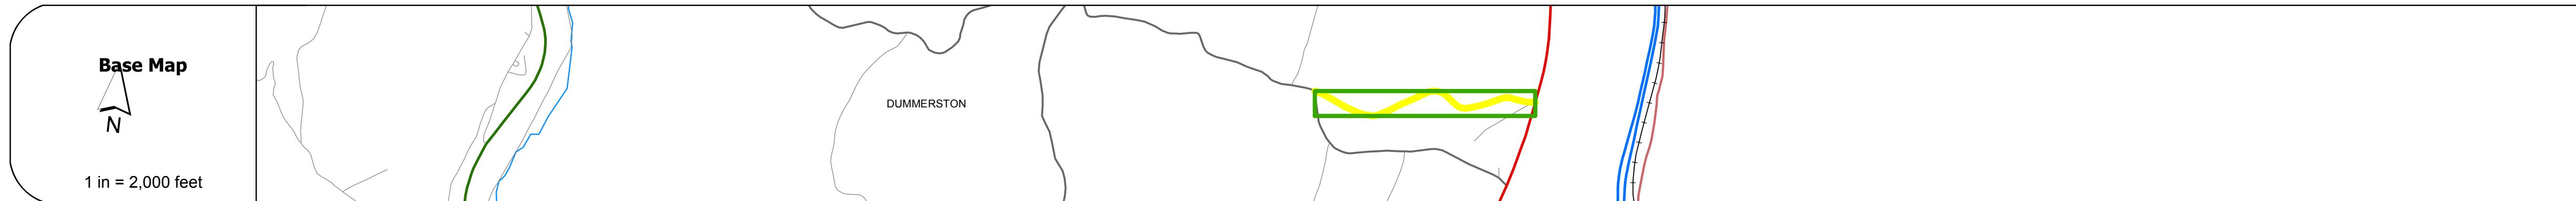 Base Map
N
1 in = 2,000 feet
DUMMERSTON